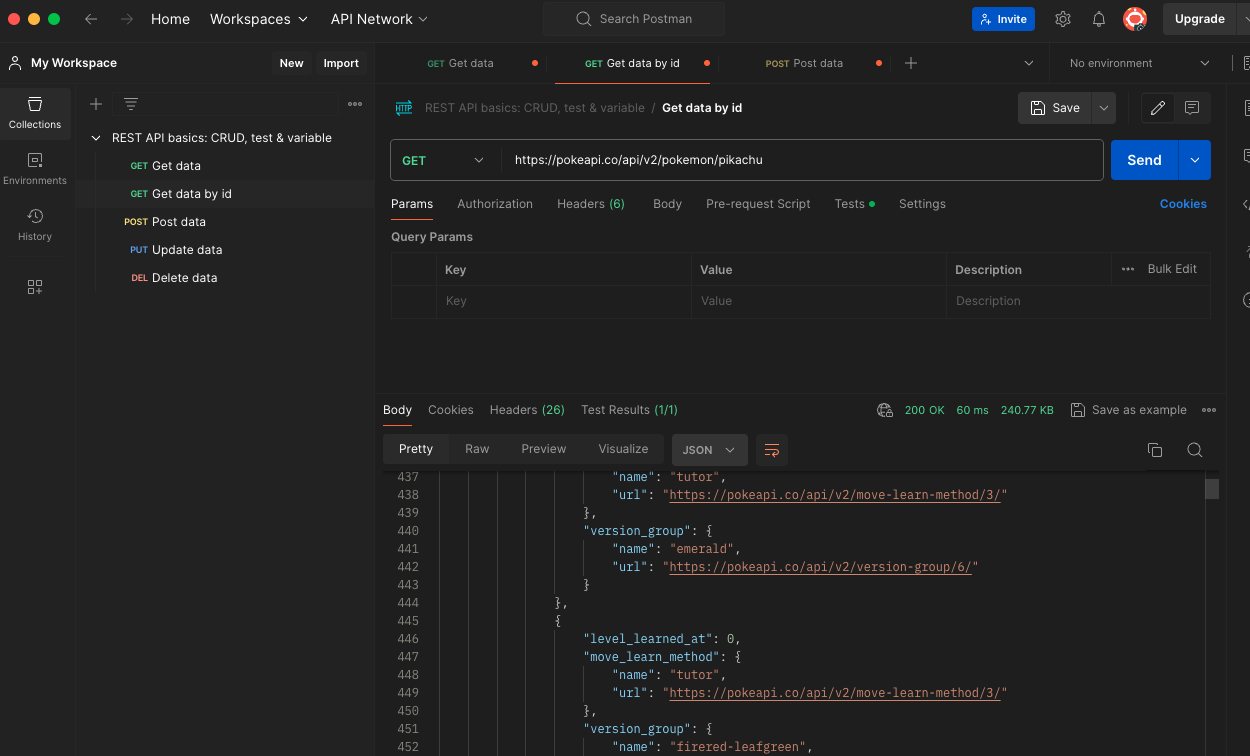 Home Workspaces API Network Search Postman Invite Upgrade
My Workspace New Import
GET Get data GET Get data by id POST Post data No environment
Collections
Environments
History
REST API basics: CRUD, test & variable
GET Get data
GET Get data by id
POST Post data
PUT Update data
DEL Delete data
HTTP REST API basics: CRUD, test & variable / Get data by id Save
GET https://pokeapi.co/api/v2/pokemon/pikachu Send
Params Authorization Headers (6) Body Pre-request Script Tests Settings Cookies
Query Params
Key Value Description Bulk Edit
Key Value Description
Body Cookies Headers (26) Test Results (1/1) 200 OK 60 ms 240.77 KB Save as example
Pretty Raw Preview Visualize JSON
437 "name": "tutor",
438 "url": "https://pokeapi.co/api/v2/move-learn-method/3/"
439 },
440 "version_group": {
441 "name": "emerald",
442 "url": "https://pokeapi.co/api/v2/version-group/6/"
443 }
444 },
445 {
446 "level_learned_at": 0,
447 "move_learn_method": {
448 "name": "tutor",
449 "url": "https://pokeapi.co/api/v2/move-learn-method/3/"
450 },
451 "version_group": {
452 "name": "firered-leafgreen",